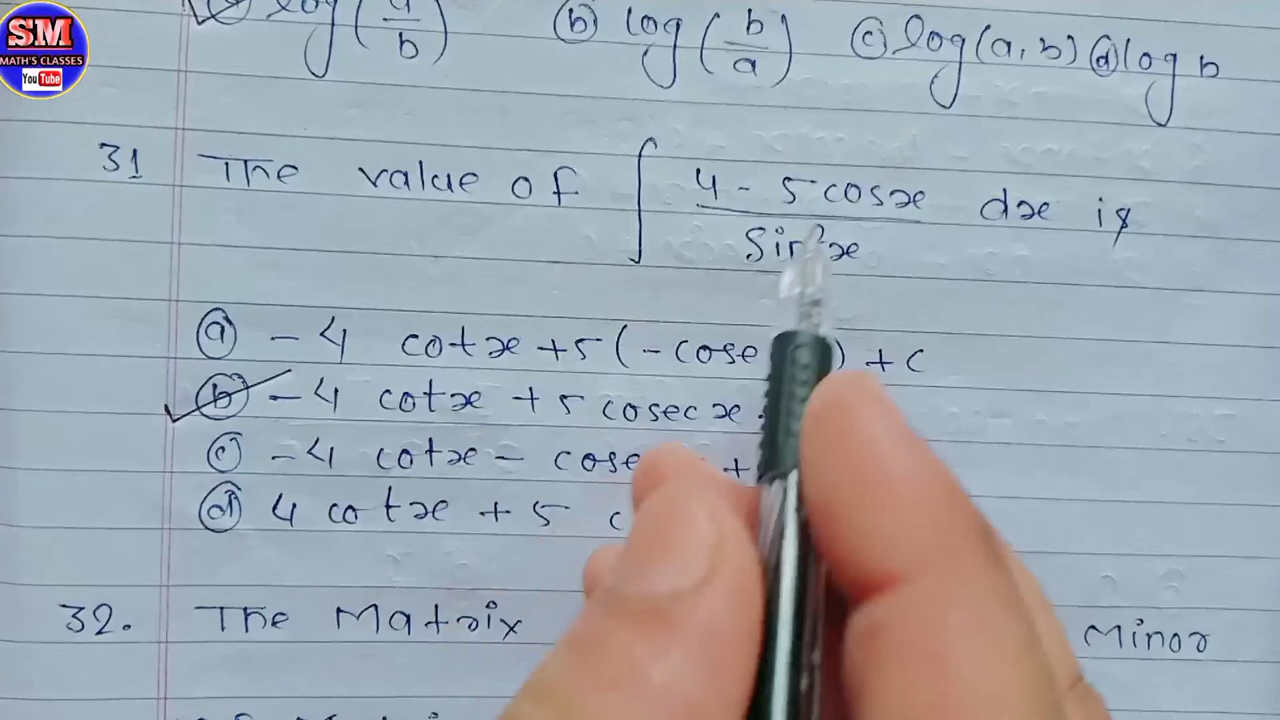 SM
MATH'S CLASSES
YouTube
log (a/b) (b) log (b/a) (c) log (a, b) (d) log b
31 The value of ∫ (4 - 5 cosx)/(Sin²x) dx is
(a) -4 cotx + 5 (-cose ) + c
(b) -4 cotx + 5 cosec x
(c) -4 cotx - cose +
(d) 4 cotx + 5 c
32. The Matrix Minor